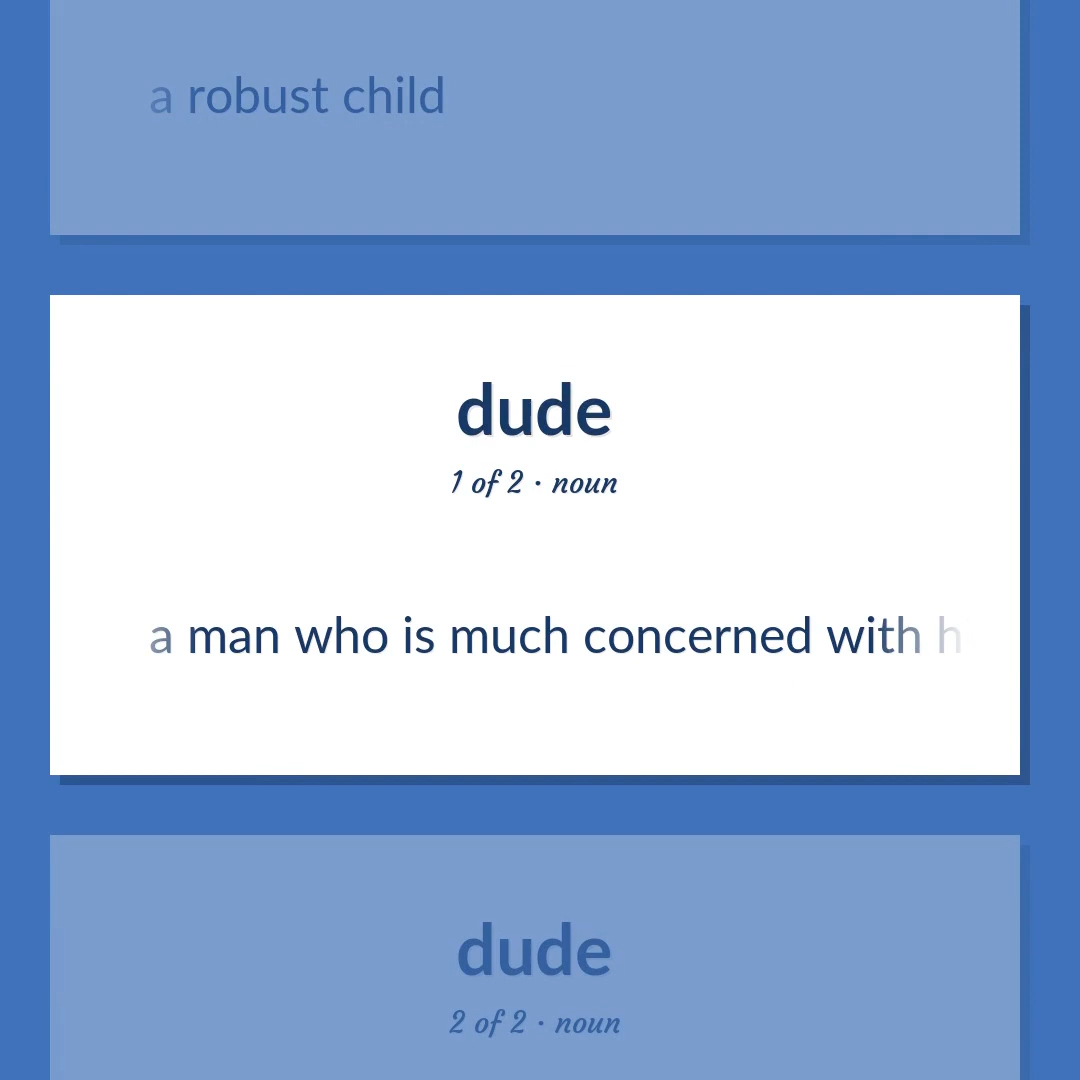 a robust child
dude
1 of 2 · noun
a man who is much concerned with h
dude
2 of 2 · noun